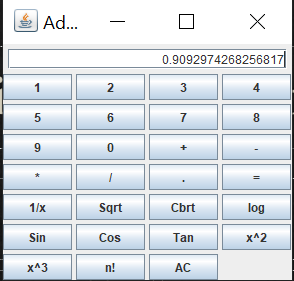 Ad...
0.9092974268256817
1 2 3 4
5 6 7 8
9 0 + -
* / . =
1/x Sqrt Cbrt log
Sin Cos Tan x^2
x^3 n! AC